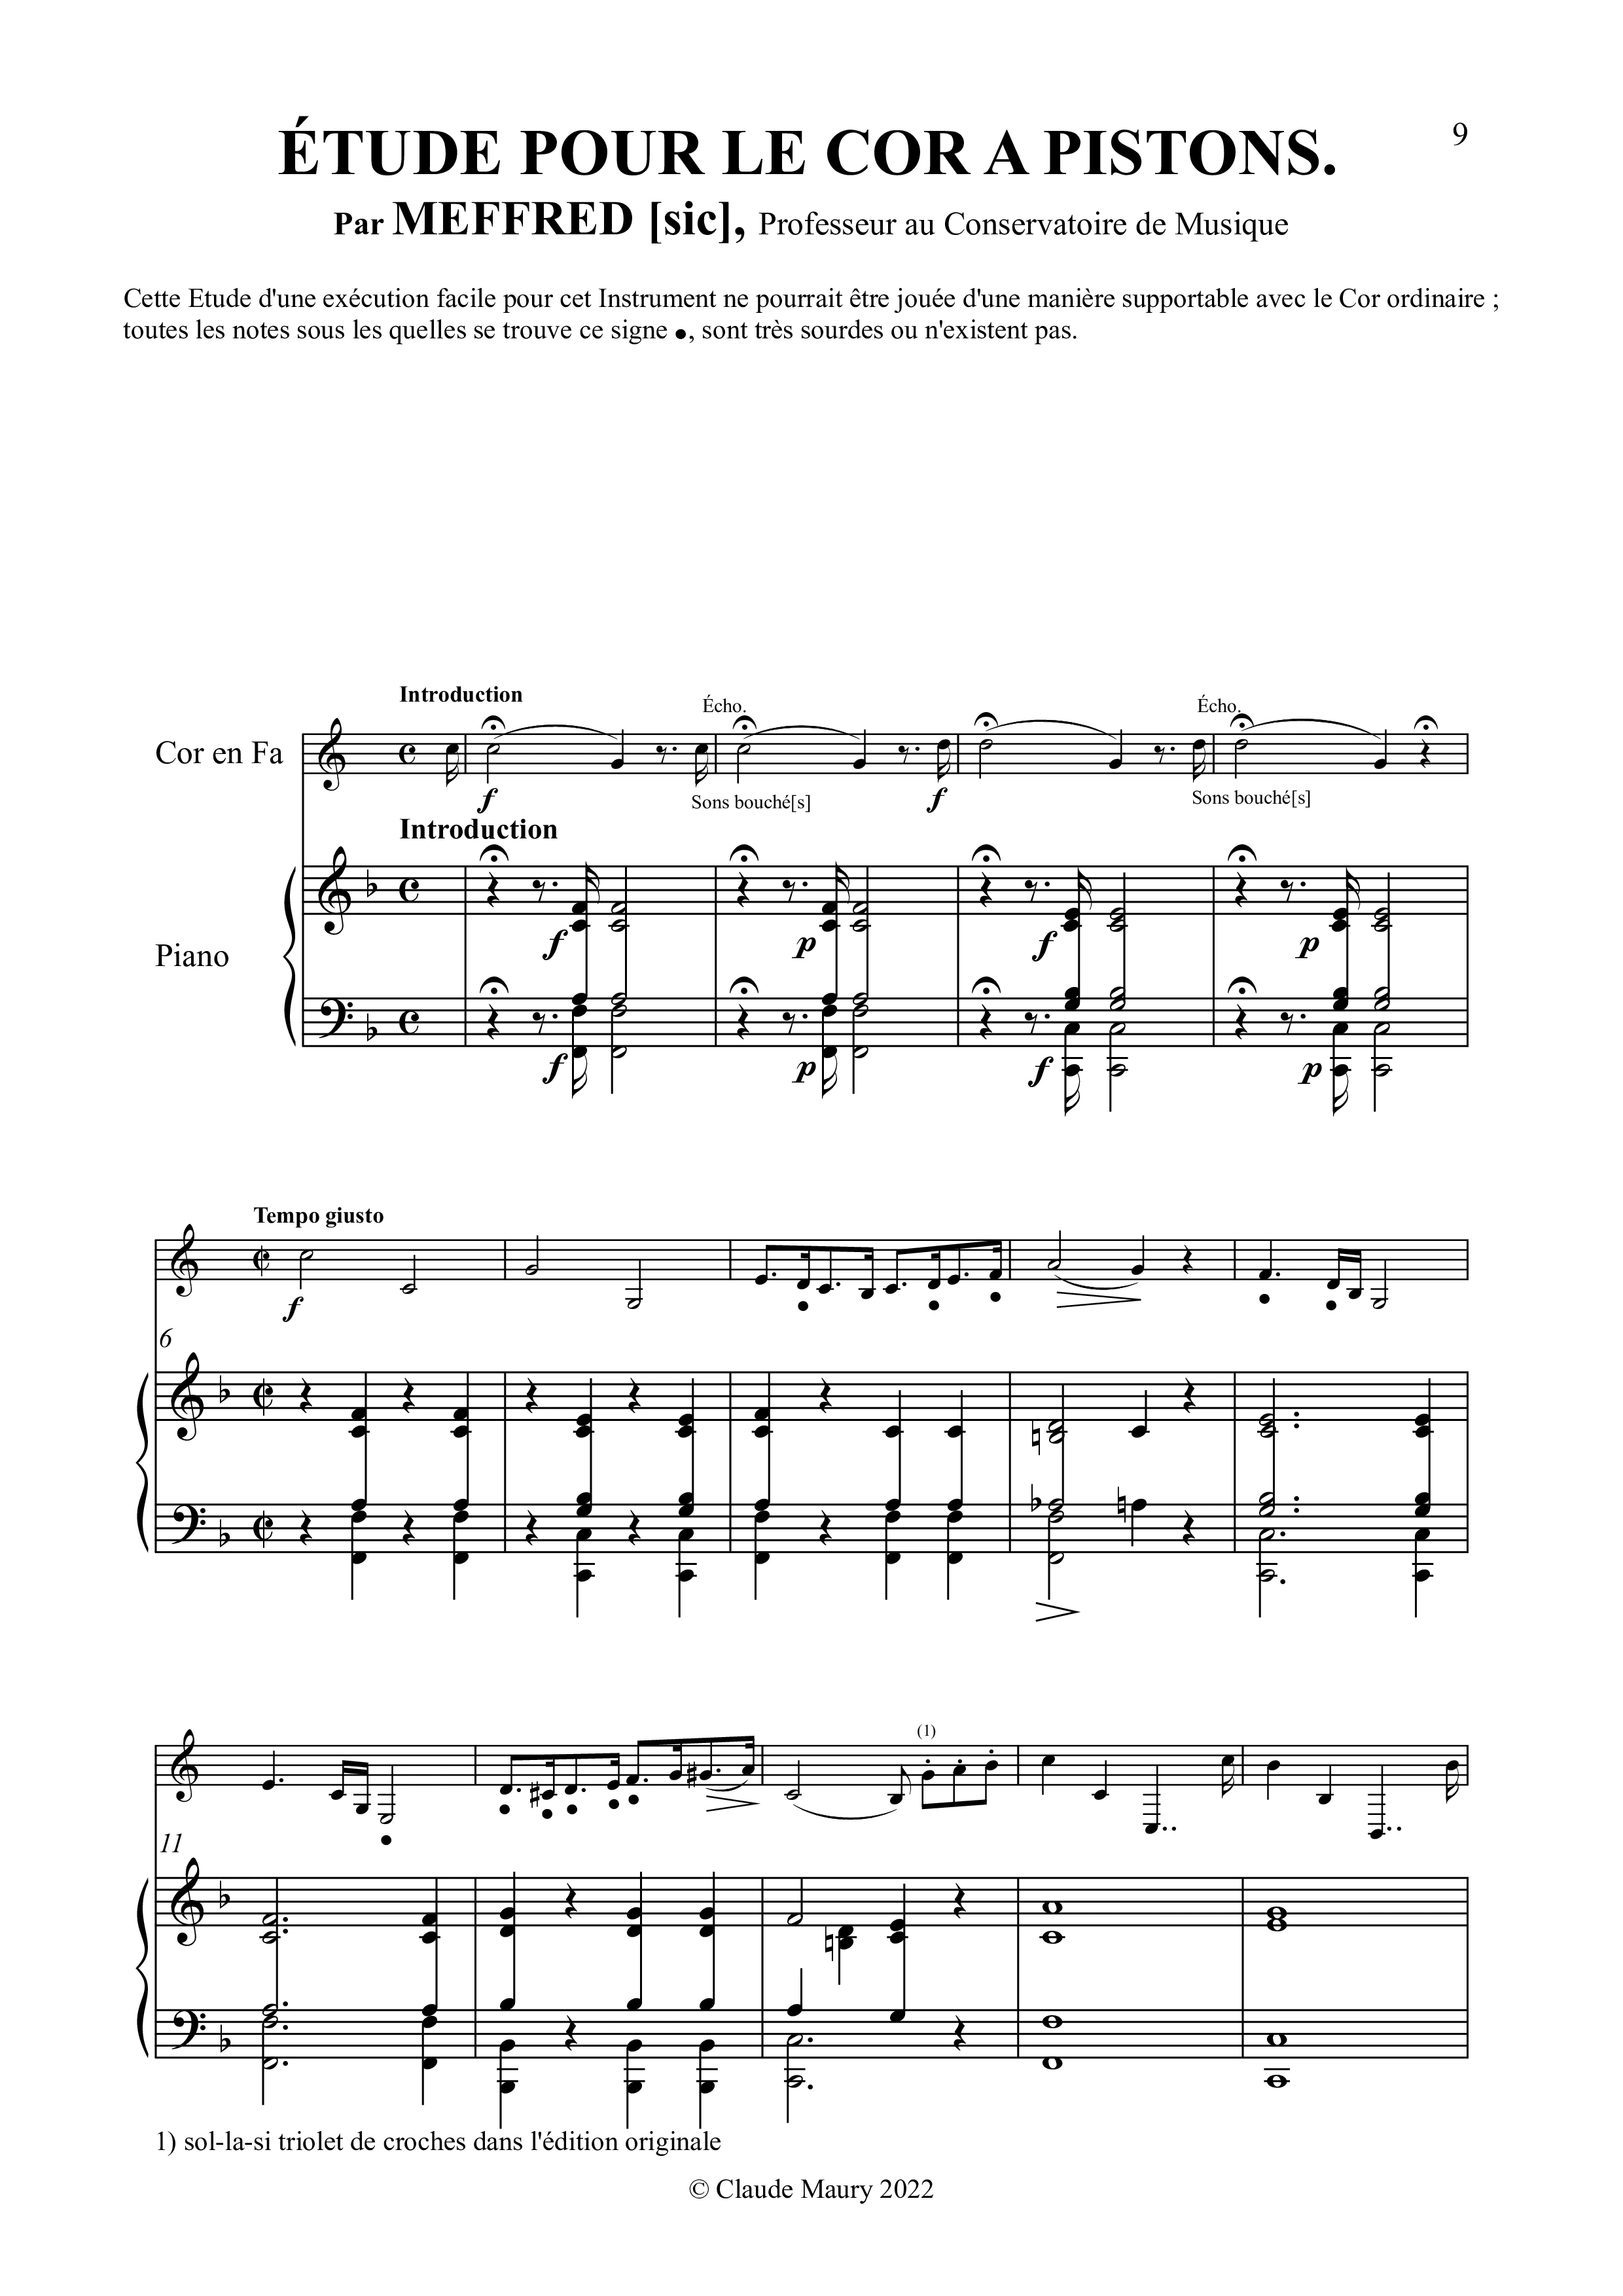 9
ÉTUDE POUR LE COR A PISTONS.
Par MEFFRED [sic], Professeur au Conservatoire de Musique
Cette Etude d'une exécution facile pour cet Instrument ne pourrait être jouée d'une manière supportable avec le Cor ordinaire ;
toutes les notes sous les quelles se trouve ce signe ●, sont très sourdes ou n'existent pas.
Introduction
Écho. Écho.
Cor en Fa
f Sons bouché[s] f Sons bouché[s]
Introduction
f p f p
Piano
f p f p
Tempo giusto
f
6
(1)
11
1) sol-la-si triolet de croches dans l'édition originale
© Claude Maury 2022